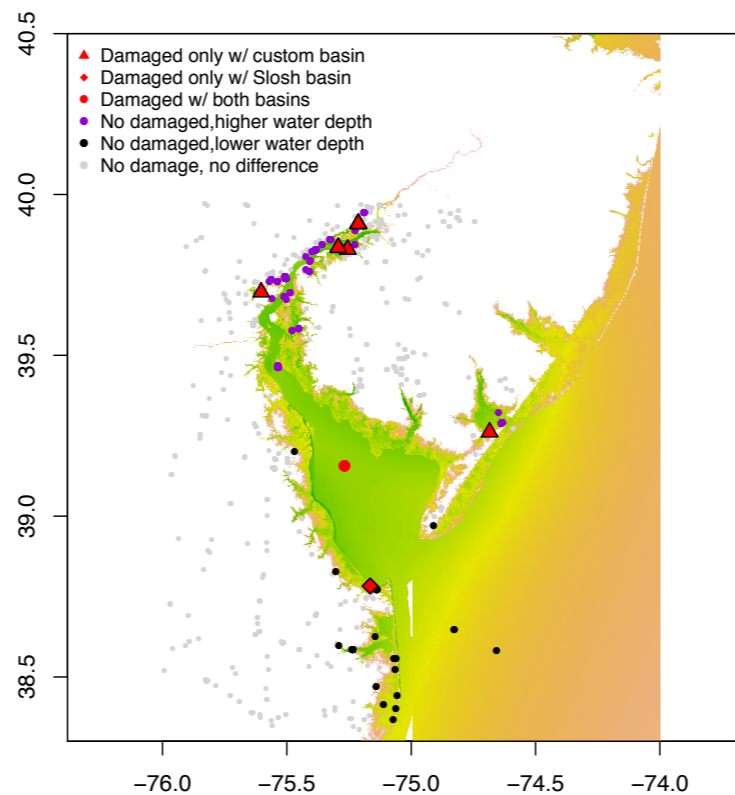 40.5
Damaged only w/ custom basin
Damaged only w/ Slosh basin
Damaged w/ both basins
No damaged,higher water depth
No damaged,lower water depth
No damage, no difference
40.0
39.5
39.0
38.5
−76.0 −75.5 −75.0 −74.5 −74.0